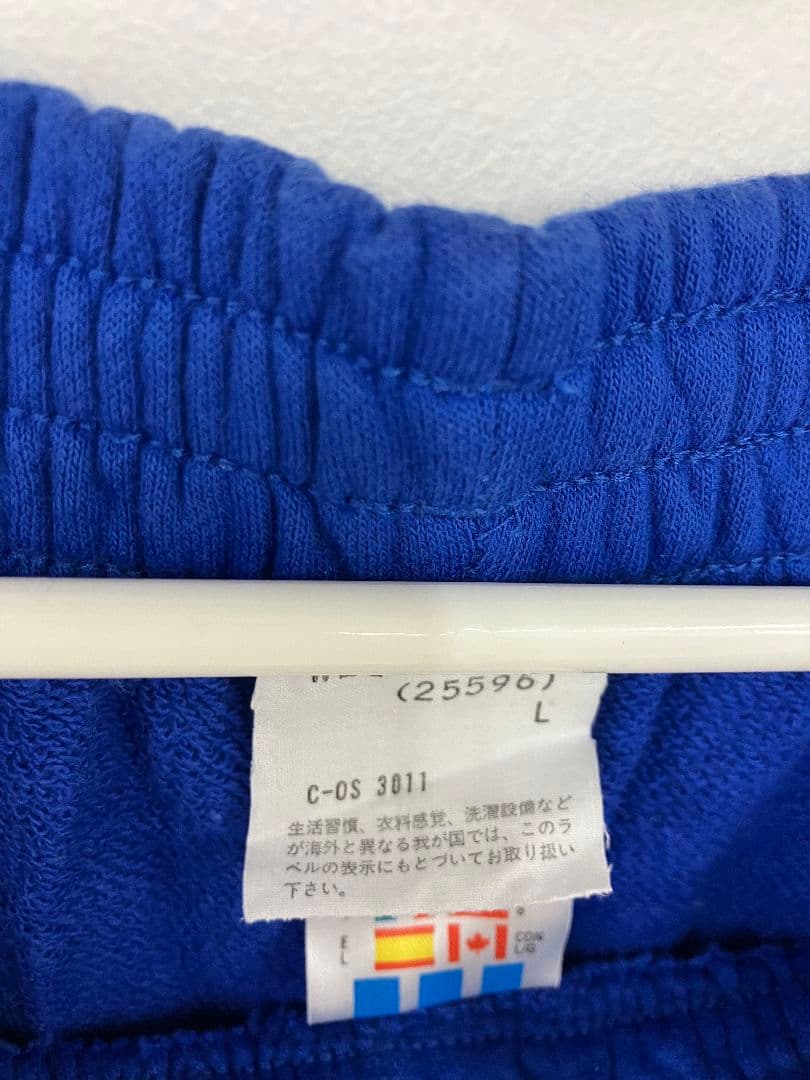 (25596)
L
C-OS 3011
生活習慣、衣料感覚、洗濯設備など
が海外と異なる我が国では、このラ
ベルの表示にもとづいてお取り扱い
下さい。
E CON
L L/G